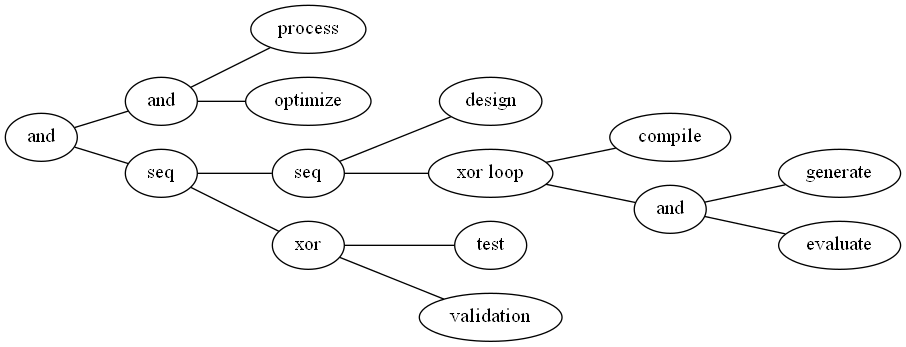 process
and
optimize
design
and
compile
seq
seq
xor loop
generate
and
xor
test
evaluate
validation